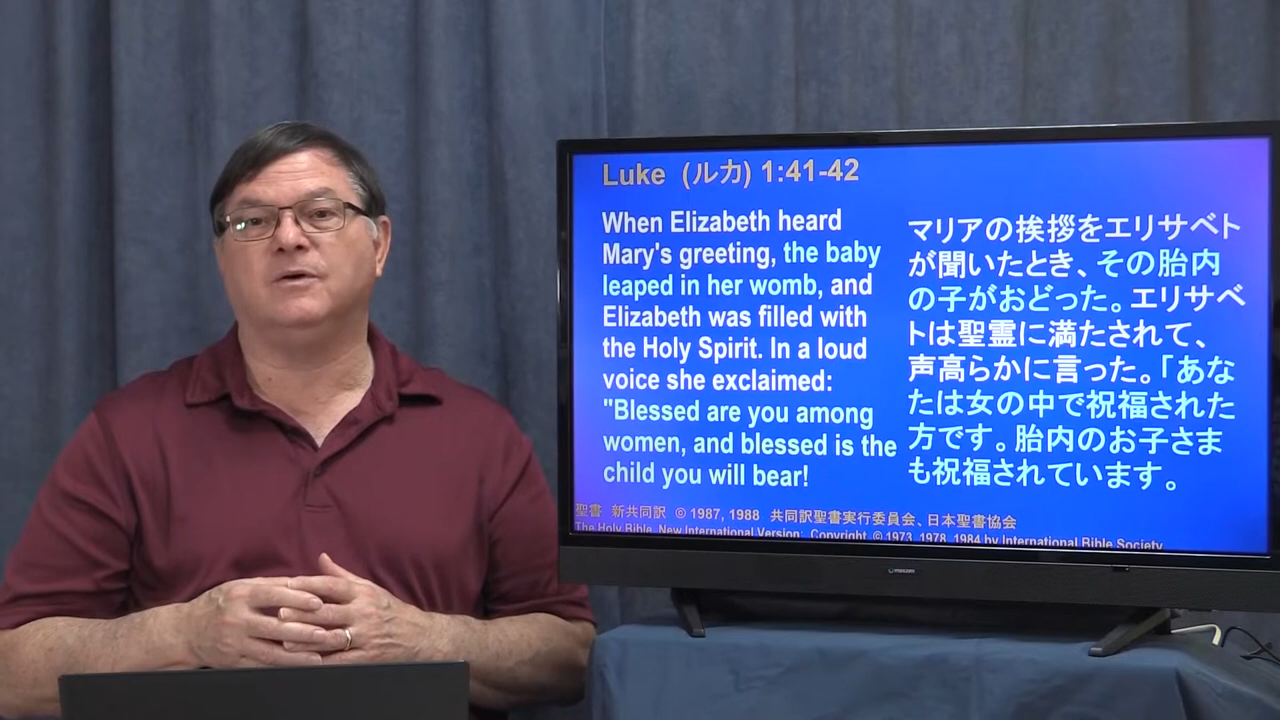 Luke (ルカ) 1:41-42
When Elizabeth heard
Mary's greeting, the baby
leaped in her womb, and
Elizabeth was filled with
the Holy Spirit. In a loud
voice she exclaimed:
"Blessed are you among
women, and blessed is the
child you will bear!
マリアの挨拶をエリサベト
が聞いたとき、その胎内
の子がおどった。エリサベ
トは聖霊に満たされて、
声高らかに言った。「あな
たは女の中で祝福された
方です。胎内のお子さま
も祝福されています。
聖書 新共同訳 © 1987, 1988 共同訳聖書実行委員会、日本聖書協会
The Holy Bible, New International Version; Copyright © 1973, 1978, 1984 by International Bible Society